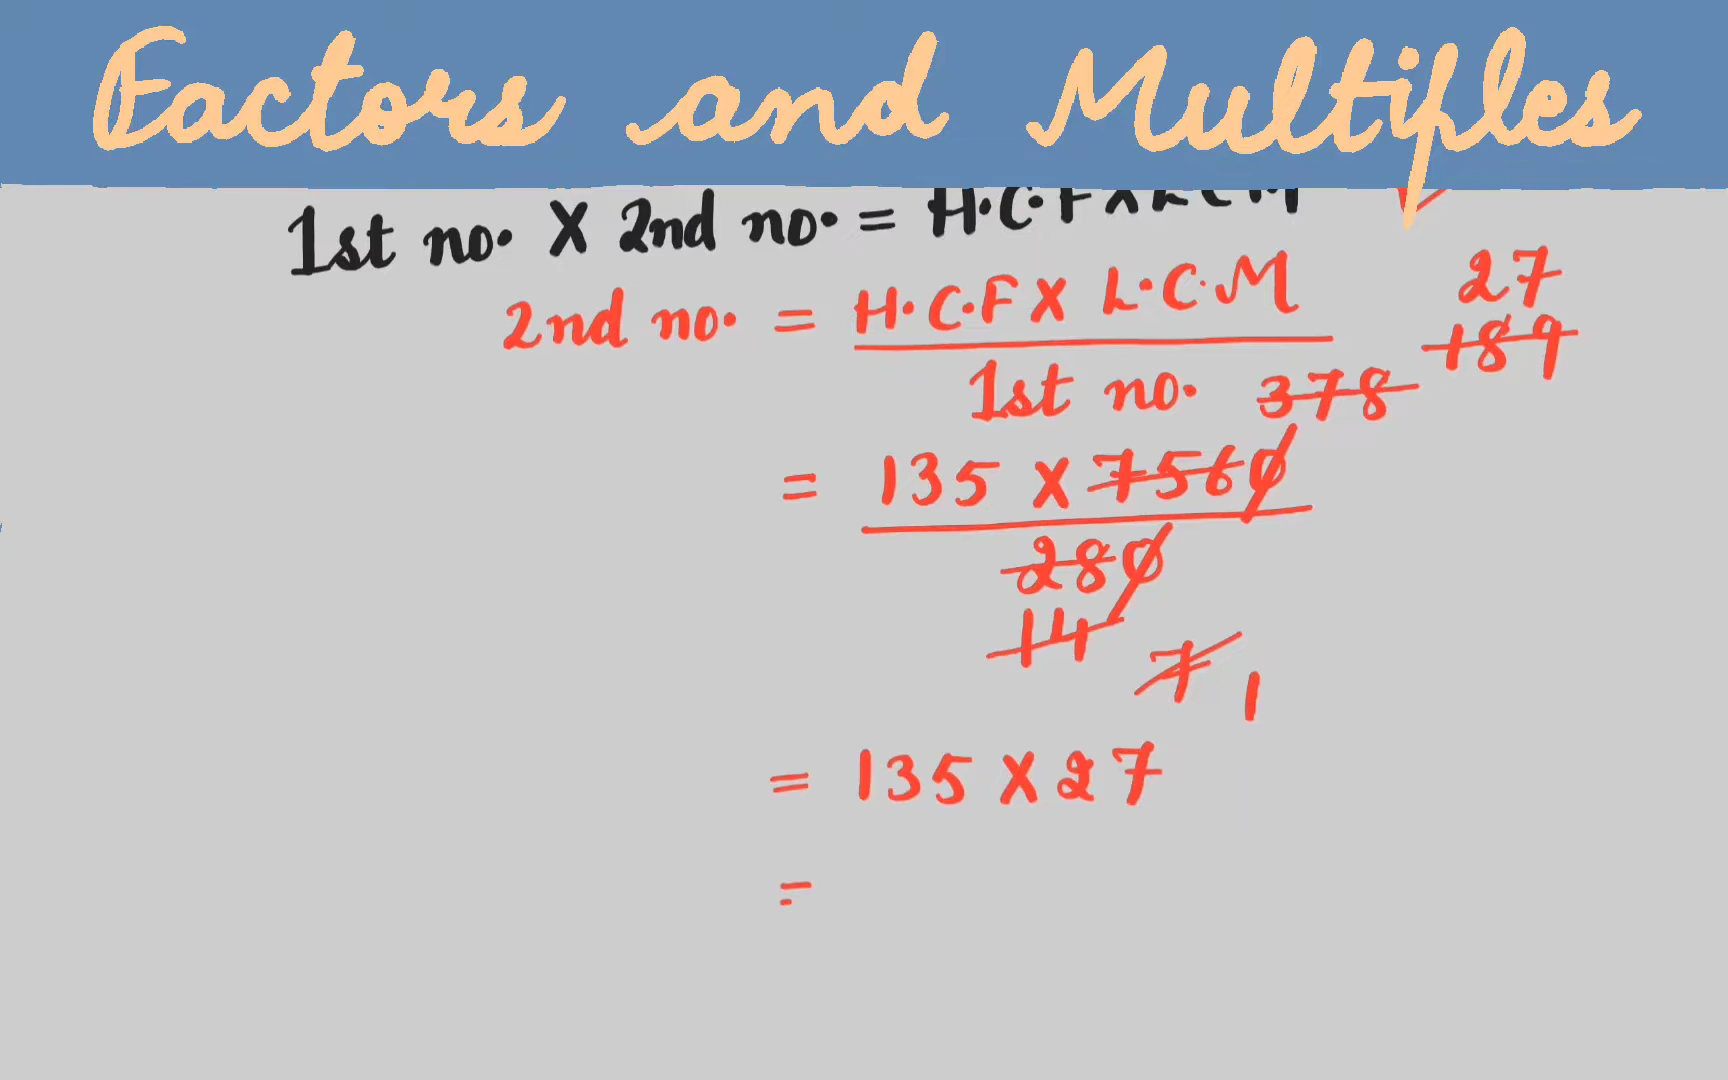 Factors and Multiples
1st no. X 2nd no. = H.C.F X L C M
2nd no. = H.C.F X L.C.M
27
189
1st no. 378
= 135 X 7560
280
14
7 1
= 135 X 27
=